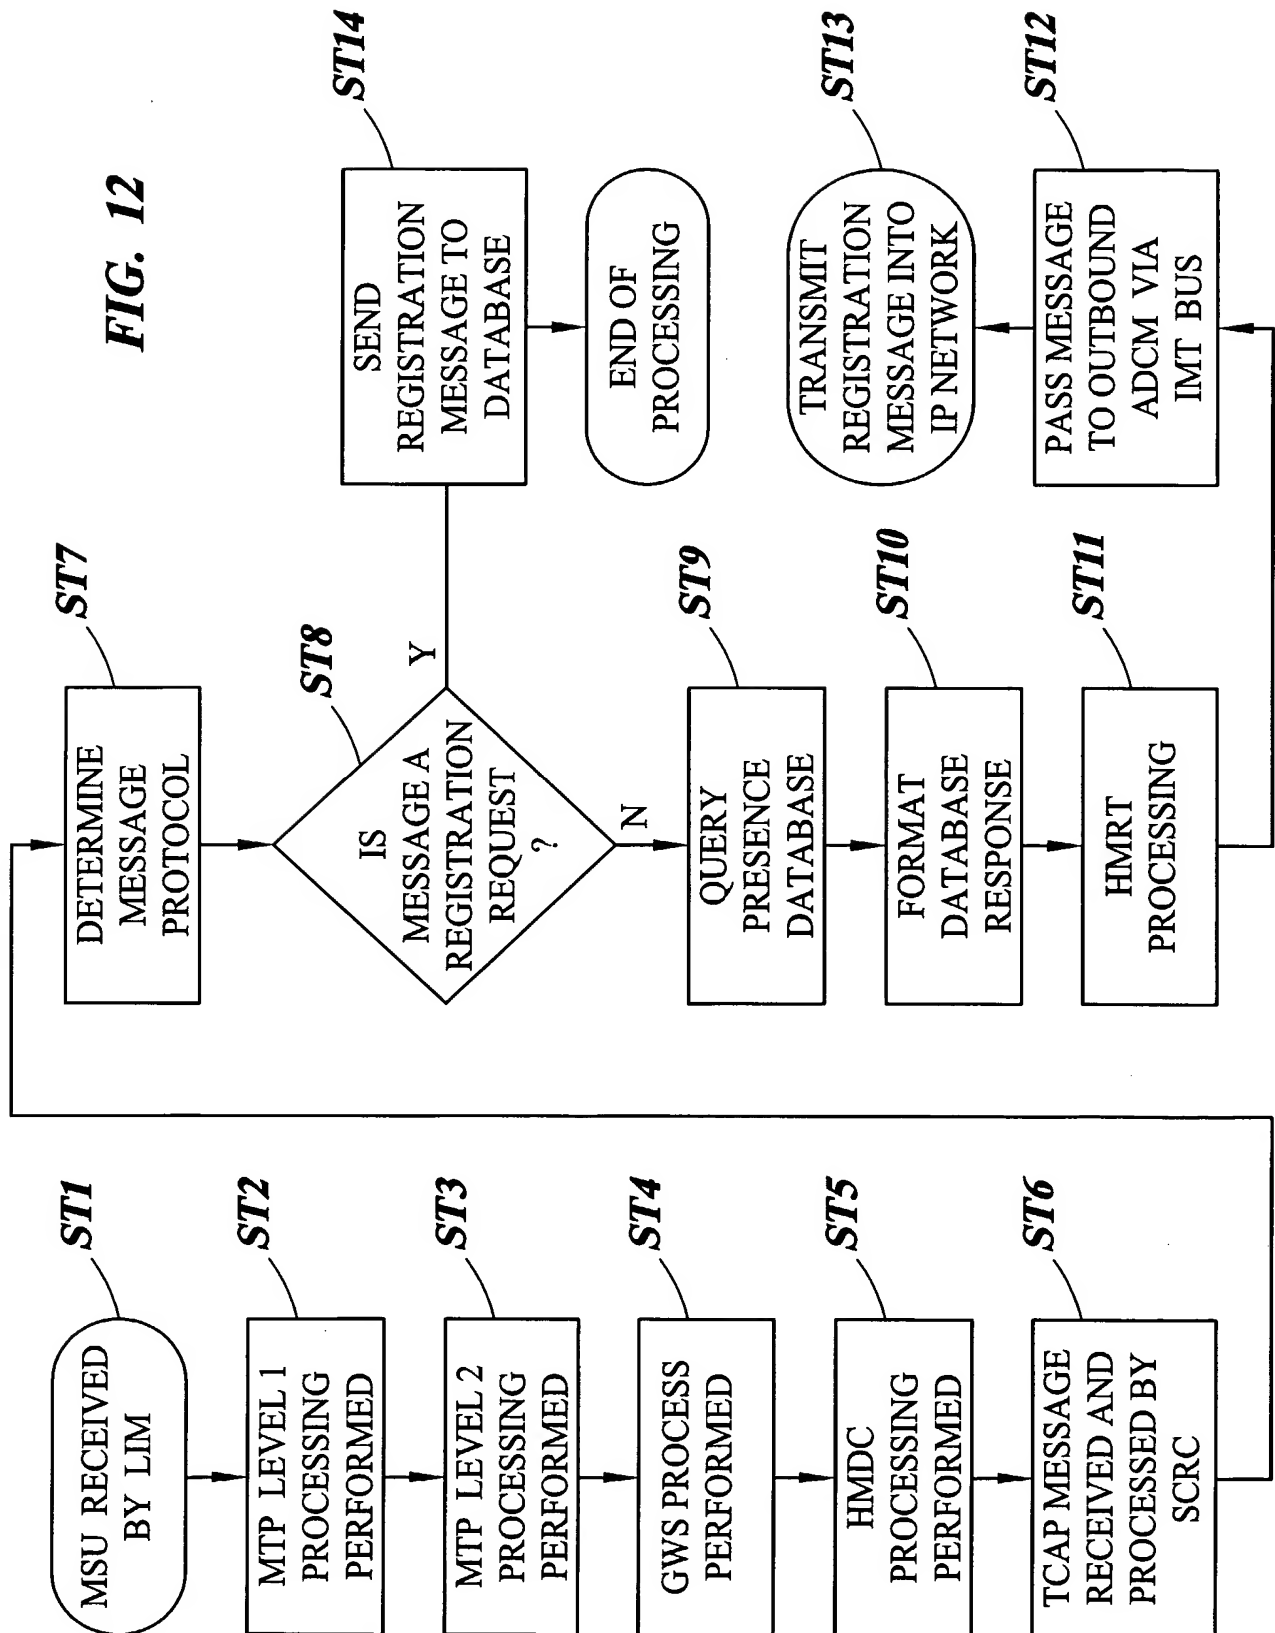 FIG. 12
ST1
MSU RECEIVED
BY LIM
ST2
MTP LEVEL 1
PROCESSING
PERFORMED
ST3
MTP LEVEL 2
PROCESSING
PERFORMED
ST4
GWS PROCESS
PERFORMED
ST5
HMDC
PROCESSING
PERFORMED
ST6
TCAP MESSAGE
RECEIVED AND
PROCESSED BY
SCRC
ST7
DETERMINE
MESSAGE
PROTOCOL
ST8
IS
MESSAGE A
REGISTRATION
REQUEST
?
Y
N
ST9
QUERY
PRESENCE
DATABASE
ST10
FORMAT
DATABASE
RESPONSE
ST11
HMRT
PROCESSING
ST14
SEND
REGISTRATION
MESSAGE TO
DATABASE
END OF
PROCESSING
ST13
TRANSMIT
REGISTRATION
MESSAGE INTO
IP NETWORK
ST12
PASS MESSAGE
TO OUTBOUND
ADCM VIA
IMT BUS